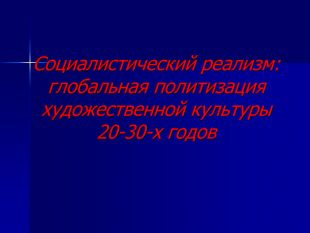 Социалистический реализм:
глобальная политизация
художественной культуры
20-30-х годов